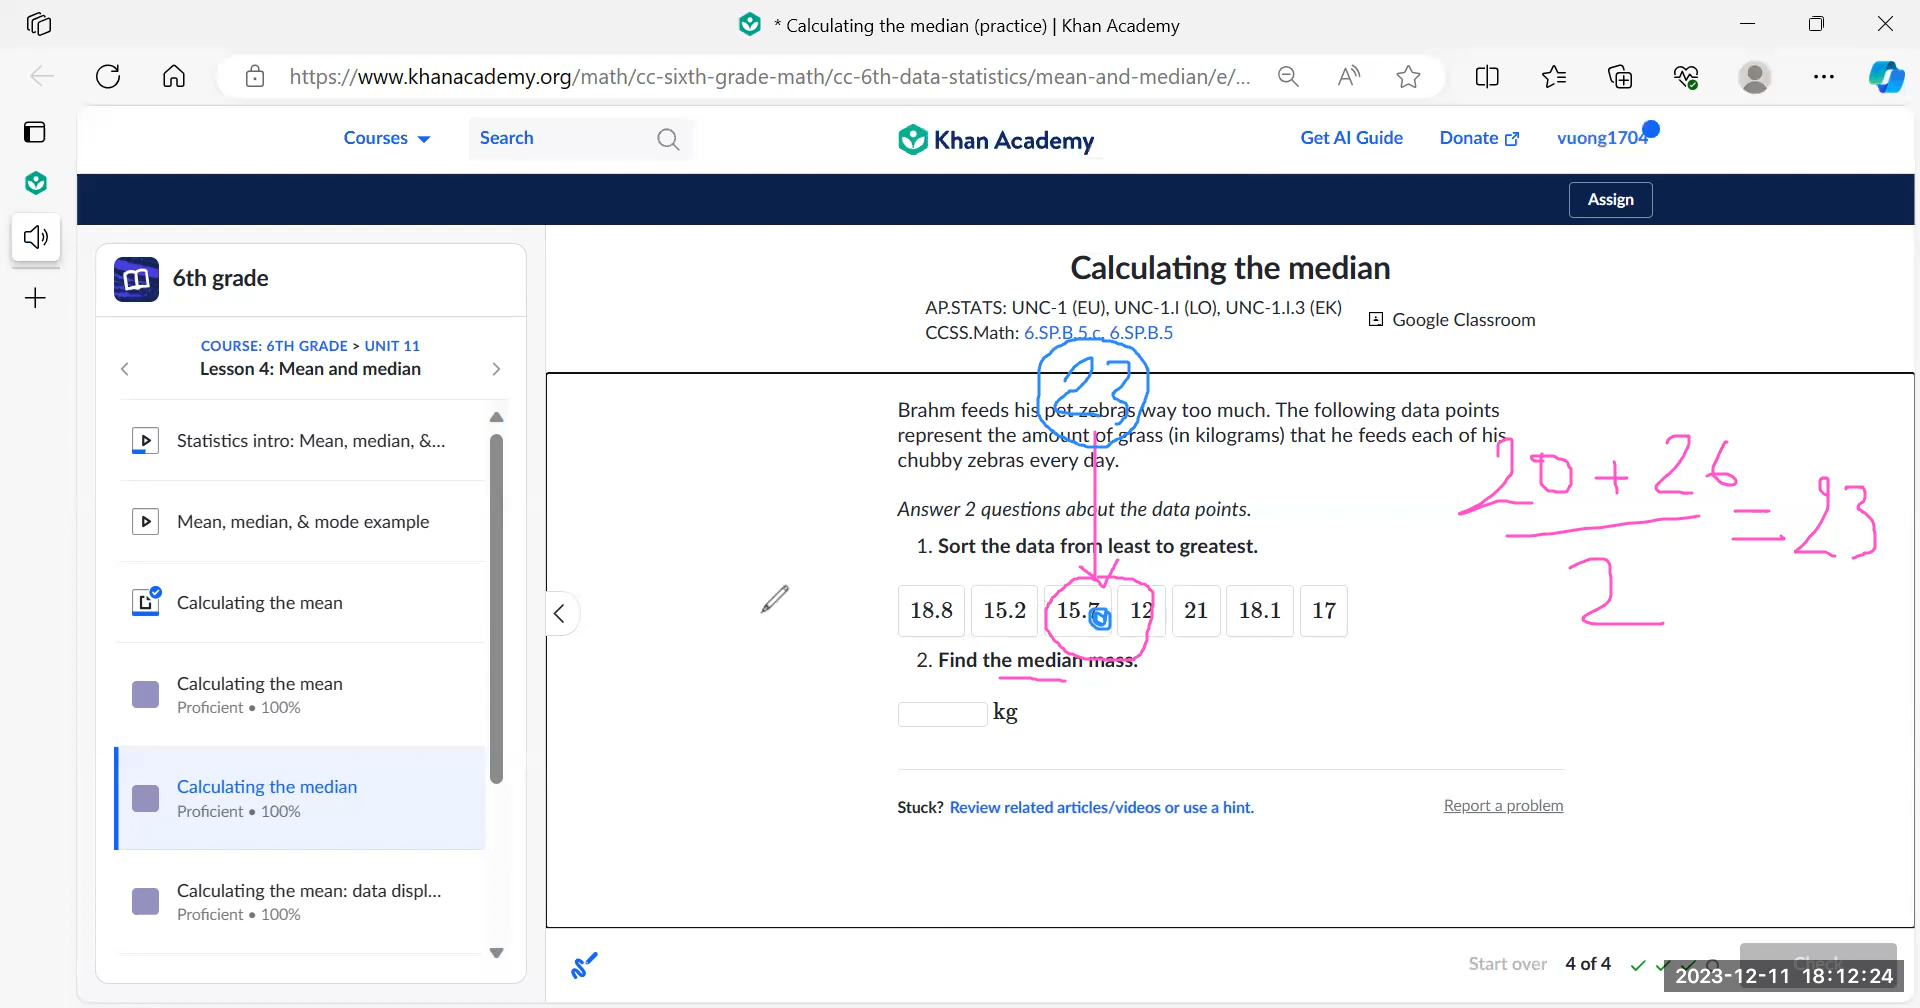 * Calculating the median (practice) | Khan Academy
https://www.khanacademy.org/math/cc-sixth-grade-math/cc-6th-data-statistics/mean-and-median/e/...
Courses
Search
Khan Academy
Get AI Guide
Donate
vuong1704
Assign
6th grade
COURSE: 6TH GRADE > UNIT 11
Lesson 4: Mean and median
Statistics intro: Mean, median, &...
Mean, median, & mode example
Calculating the mean
Calculating the mean
Proficient • 100%
Calculating the median
Proficient • 100%
Calculating the mean: data displ...
Proficient • 100%
Calculating the median
AP.STATS: UNC-1 (EU), UNC-1.I (LO), UNC-1.I.3 (EK)
CCSS.Math: 6.SP.B.5.c, 6.SP.B.5
Google Classroom
23
Brahm feeds his pet zebras way too much. The following data points
represent the amount of grass (in kilograms) that he feeds each of his
chubby zebras every day.
20 + 26
= 23
2
Answer 2 questions about the data points.
1. Sort the data from least to greatest.
18.8 15.2 15.7 12 21 18.1 17
2. Find the median mass.
kg
Stuck? Review related articles/videos or use a hint.
Report a problem
Start over
4 of 4
Check
2023-12-11 18:12:24